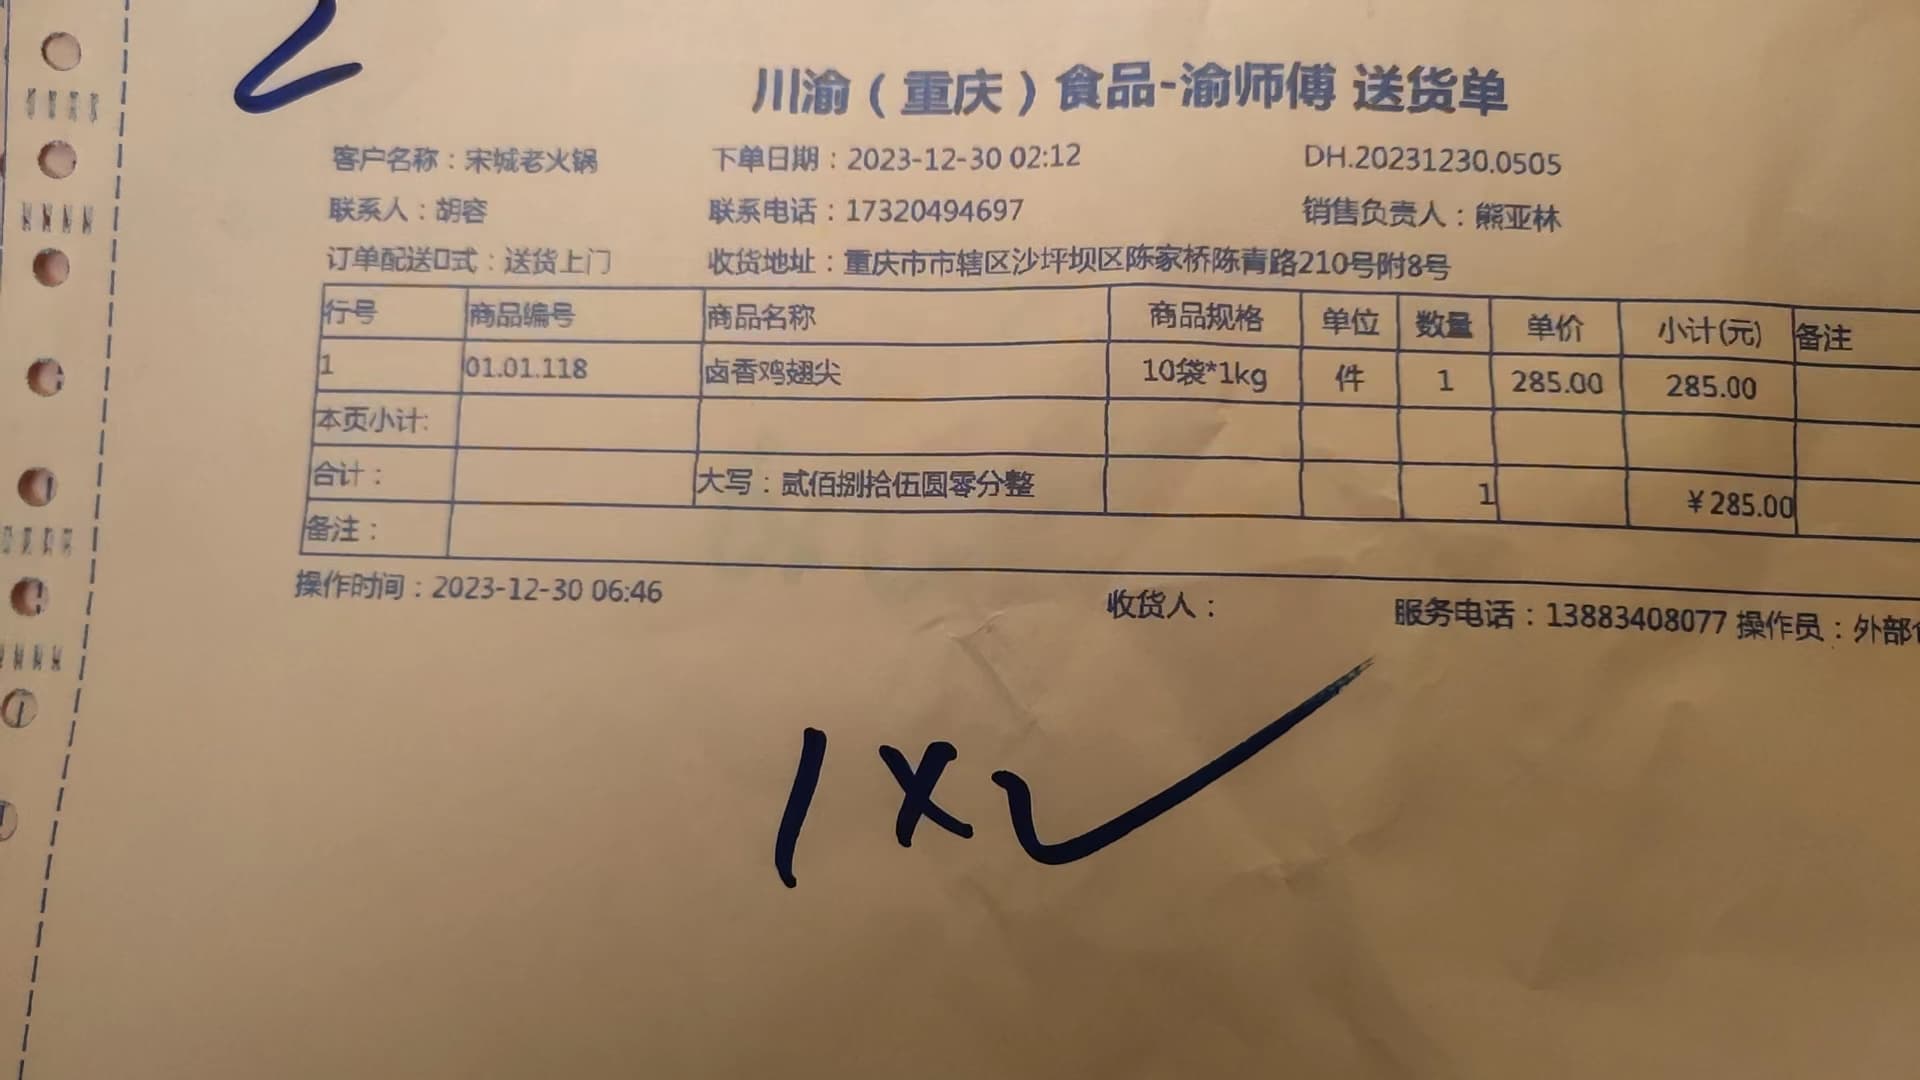 川渝（重庆）食品-渝师傅 送货单
客户名称：宋城老火锅 下单日期：2023-12-30 02:12 DH.20231230.0505
联系人：胡容 联系电话：17320494697 销售负责人：熊亚林
订单配送□式：送货上门 收货地址：重庆市市辖区沙坪坝区陈家桥陈青路210号附8号
行号 商品编号 商品名称 商品规格 单位 数量 单价 小计(元) 备注
1 01.01.118 卤香鸡翅尖 10袋*1kg 件 1 285.00 285.00
本页小计:
合计： 大写：贰佰捌拾伍圆零分整 1 ￥285.00
备注：
操作时间：2023-12-30 06:46 收货人： 服务电话：13883408077 操作员：外部
1×